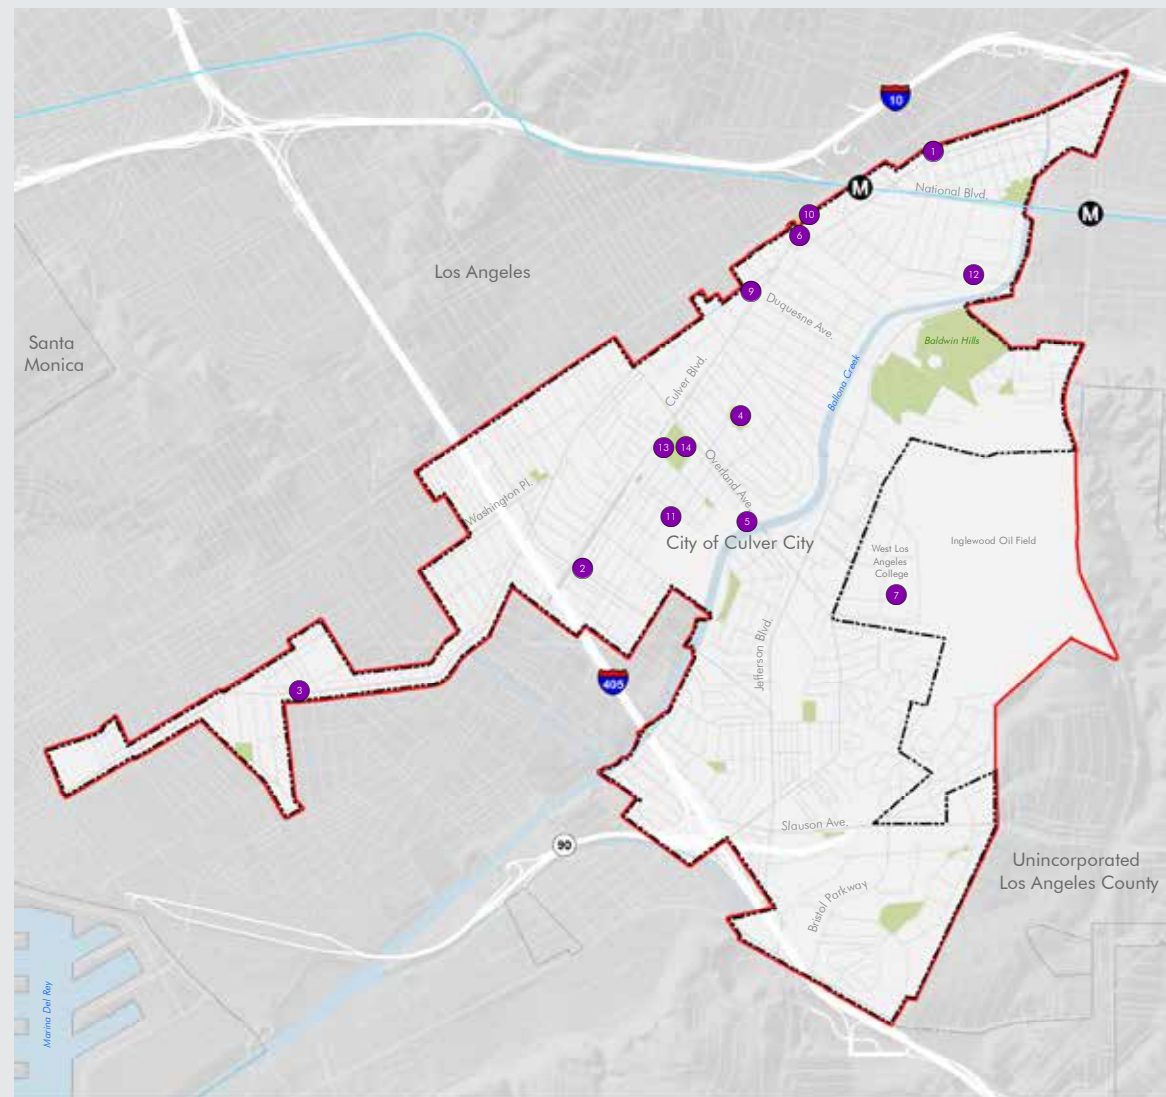 10
1
M
National Blvd.
10
M
6
Los Angeles
12
9
Duquesne Ave.
Santa
Monica
Baldwin Hills
Culver Blvd.
Ballona Creek
4
13
14
Overland Ave.
Washington Pl.
11
5
City of Culver City
Inglewood Oil Field
West Los
Angeles
College
2
7
Jefferson Blvd.
405
3
Slauson Ave.
90
Unincorporated
Los Angeles County
Bristol Parkway
Marina Del Rey